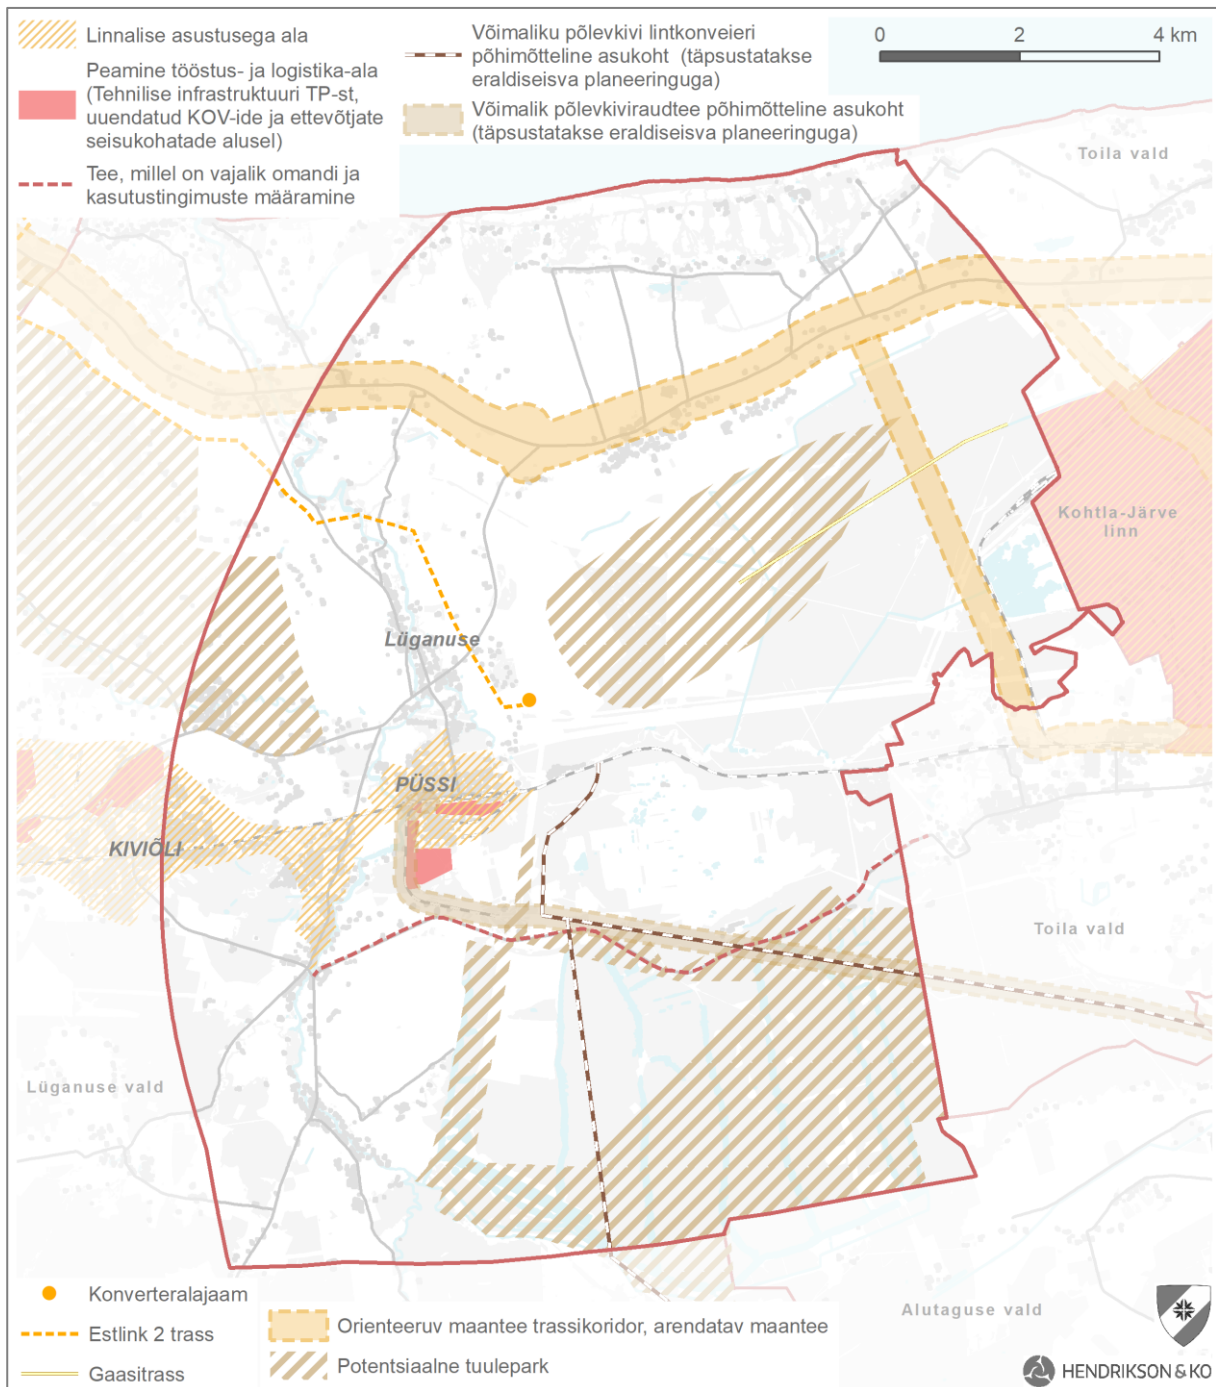 Linnalise asustusega ala
Peamine tööstus- ja logistika-ala
(Tehnilise infrastruktuuri TP-st,
uuendatud KOV-ide ja ettevõtjate
seisukohatade alusel)
Tee, millel on vajalik omandi ja
kasutustingimuste määramine
Võimaliku põlevkivi lintkonveieri
põhimõtteline asukoht (täpsustatakse
eraldiseisva planeeringuga)
Võimalik põlevkiviraudtee põhimõtteline asukoht
(täpsustatakse eraldiseisva planeeringuga)
0 2 4 km
Toila vald
Kohtla-Järve
linn
Lüganuse
PÜSSI
KIVIÕLI
Toila vald
Lüganuse vald
Alutaguse vald
Konverteralajaam
Estlink 2 trass
Gaasitrass
Orienteeruv maantee trassikoridor, arendatav maantee
Potentsiaalne tuulepark
HENDRIKSON & KO